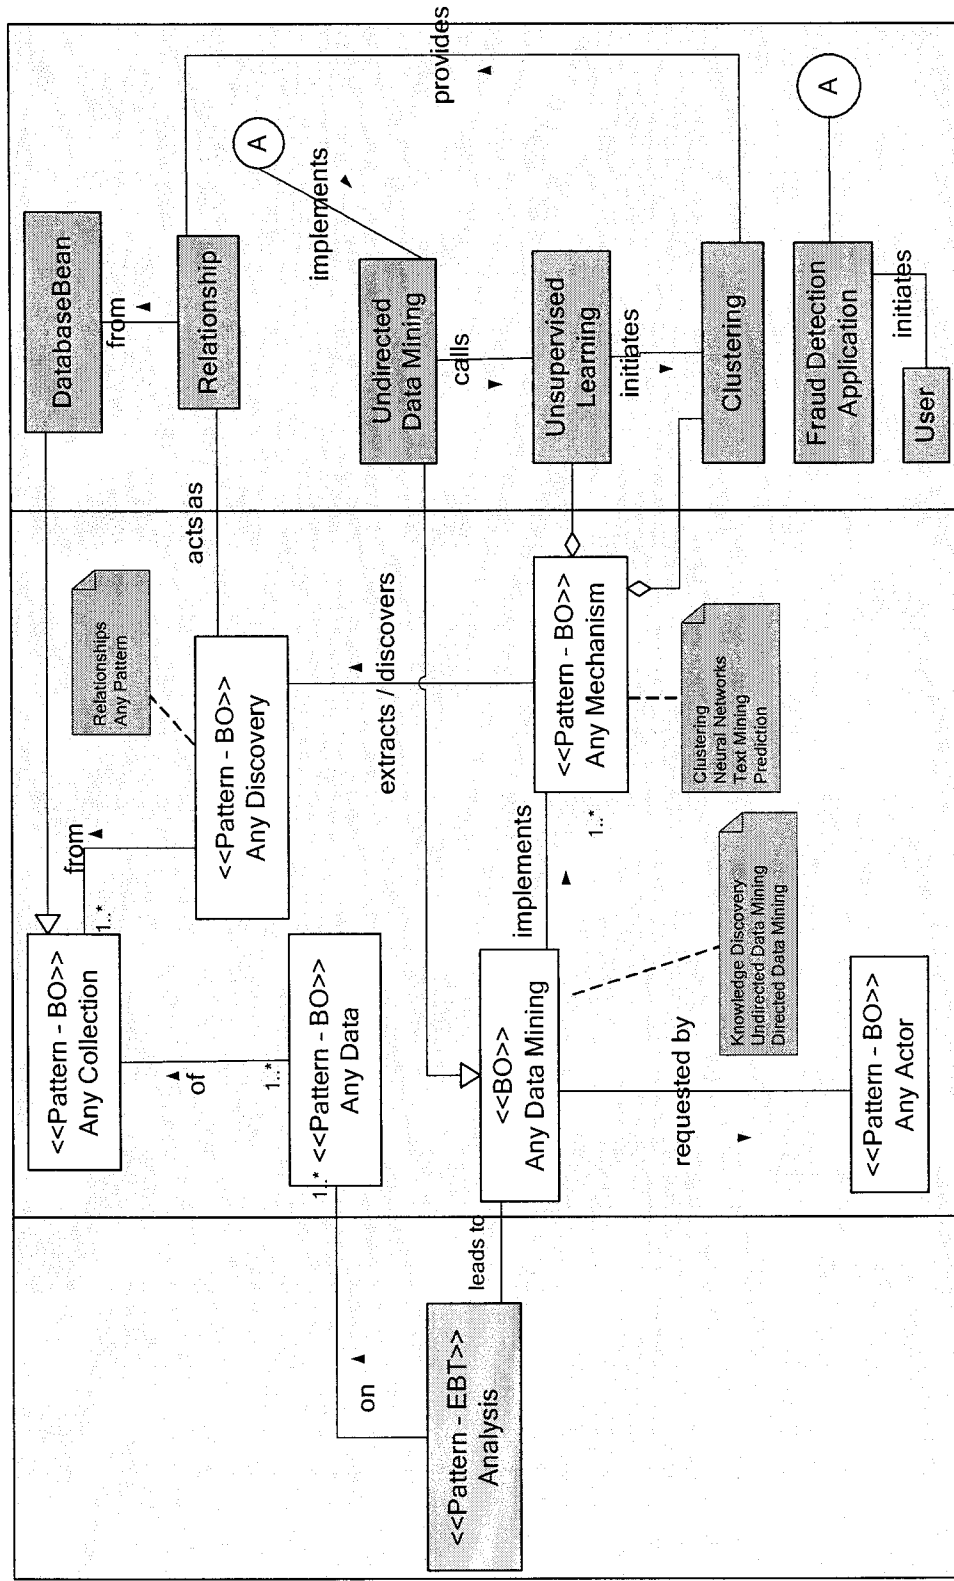 <<Pattern - EBT>>
Analysis
on
leads to
<<Pattern - BO>>
Any Collection
of
1..*
1..*
<<Pattern - BO>>
Any Data
from
1..*
<<Pattern - BO>>
Any Discovery
Relationships
Any Pattern
<<BO>>
Any Data Mining
implements
1..*
<<Pattern - BO>>
Any Mechanism
extracts / discovers
Clustering
Neural Networks
Text Mining
Prediction
Knowledge Discovery
Undirected Data Mining
Directed Data Mining
requested by
<<Pattern - BO>>
Any Actor
acts as
DatabaseBean
from
Relationship
implements
A
Undirected
Data Mining
calls
Unsupervised
Learning
initiates
Clustering
provides
Fraud Detection
Application
A
initiates
User